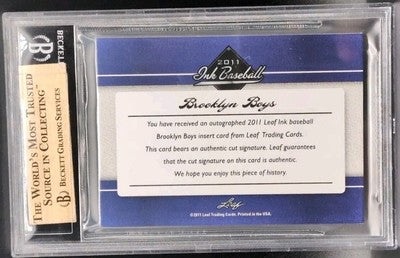 BECKETT
B
THE WORLD'S MOST TRUSTED
SOURCE IN COLLECTING™
BECKETT GRADING SERVICES
2011
Ink Baseball
Brooklyn Boys
You have received an autographed 2011 Leaf Ink baseball
Brooklyn Boys insert card from Leaf Trading Cards.
This card bears an authentic cut signature. Leaf guarantees
that the cut signature on this card is authentic.
We hope you enjoy this piece of history.
Leaf
©2011 Leaf Trading Cards. Printed in the USA.